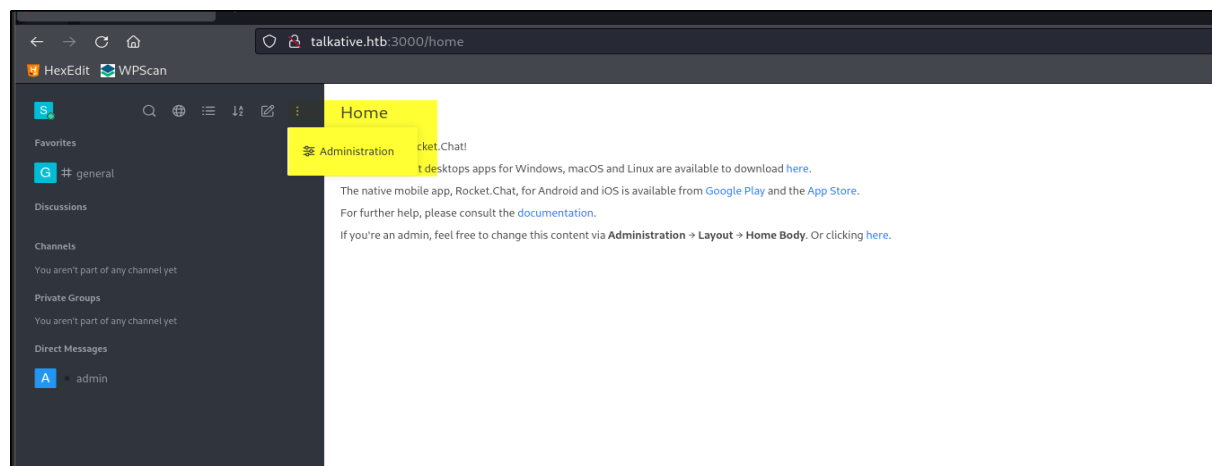 talkative.htb:3000/home
HexEdit WPScan
S
Home
Administration
cket.Chat!
Favorites
t desktops apps for Windows, macOS and Linux are available to download here.
G # general
The native mobile app, Rocket.Chat, for Android and iOS is available from Google Play and the App Store.
Discussions
For further help, please consult the documentation.
Channels
If you're an admin, feel free to change this content via Administration → Layout → Home Body. Or clicking here.
You aren't part of any channel yet
Private Groups
You aren't part of any channel yet
Direct Messages
A admin